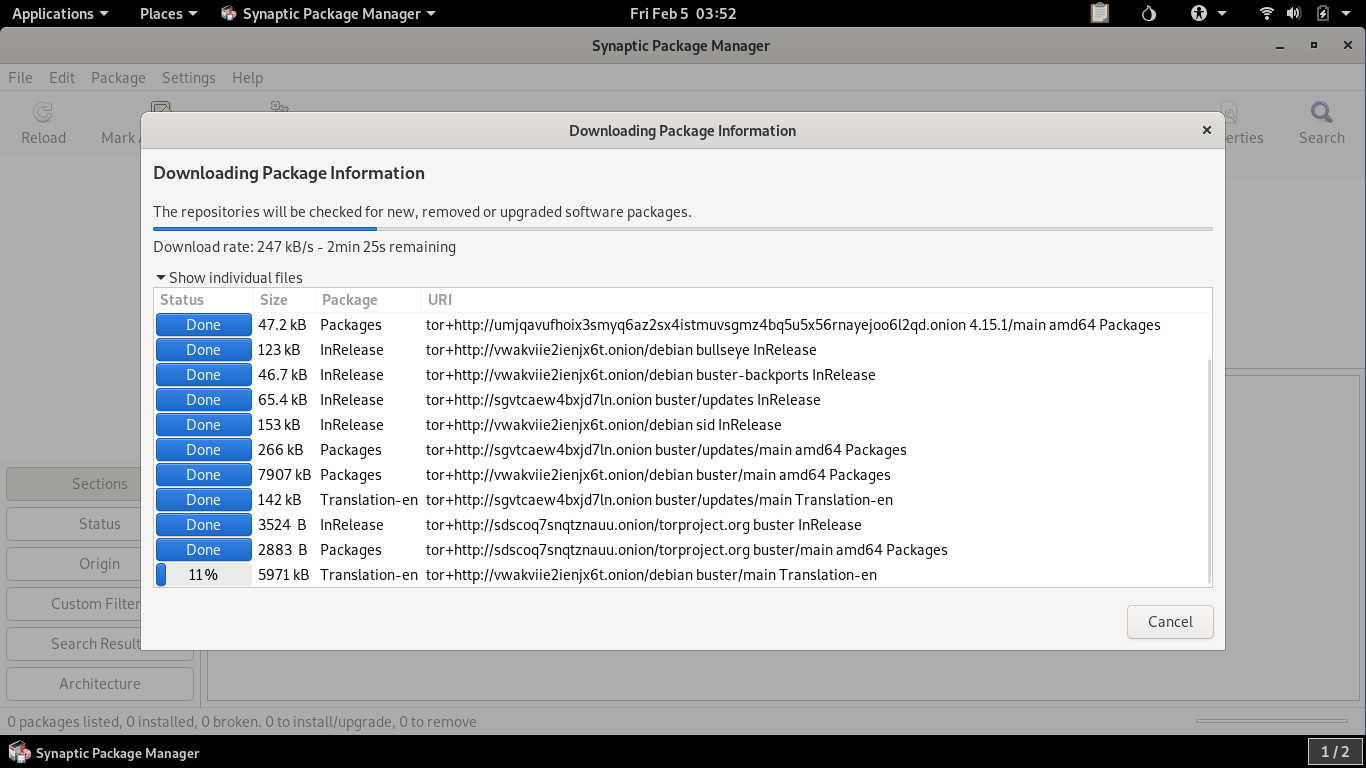 Applications Places Synaptic Package Manager Fri Feb 5 03:52
Synaptic Package Manager
File Edit Package Settings Help
Reload Mark erties Search
Downloading Package Information
Downloading Package Information
The repositories will be checked for new, removed or upgraded software packages.
Download rate: 247 kB/s - 2min 25s remaining
Show individual files
Status Size Package URI
Done 47.2 kB Packages tor+http://umjqavufhoix3smyq6az2sx4istmuvsgmz4bq5u5x56rnayejoo6l2qd.onion 4.15.1/main amd64 Packages
Done 123 kB InRelease tor+http://vwakviie2ienjx6t.onion/debian bullseye InRelease
Done 46.7 kB InRelease tor+http://vwakviie2ienjx6t.onion/debian buster-backports InRelease
Done 65.4 kB InRelease tor+http://sgvtcaew4bxjd7ln.onion buster/updates InRelease
Done 153 kB InRelease tor+http://vwakviie2ienjx6t.onion/debian sid InRelease
Done 266 kB Packages tor+http://sgvtcaew4bxjd7ln.onion buster/updates/main amd64 Packages
Done 7907 kB Packages tor+http://vwakviie2ienjx6t.onion/debian buster/main amd64 Packages
Done 142 kB Translation-en tor+http://sgvtcaew4bxjd7ln.onion buster/updates/main Translation-en
Done 3524 B InRelease tor+http://sdscoq7snqtznauu.onion/torproject.org buster InRelease
Done 2883 B Packages tor+http://sdscoq7snqtznauu.onion/torproject.org buster/main amd64 Packages
11% 5971 kB Translation-en tor+http://vwakviie2ienjx6t.onion/debian buster/main Translation-en
Cancel
Sections
Status
Origin
Custom Filter
Search Result
Architecture
0 packages listed, 0 installed, 0 broken. 0 to install/upgrade, 0 to remove
Synaptic Package Manager 1 / 2